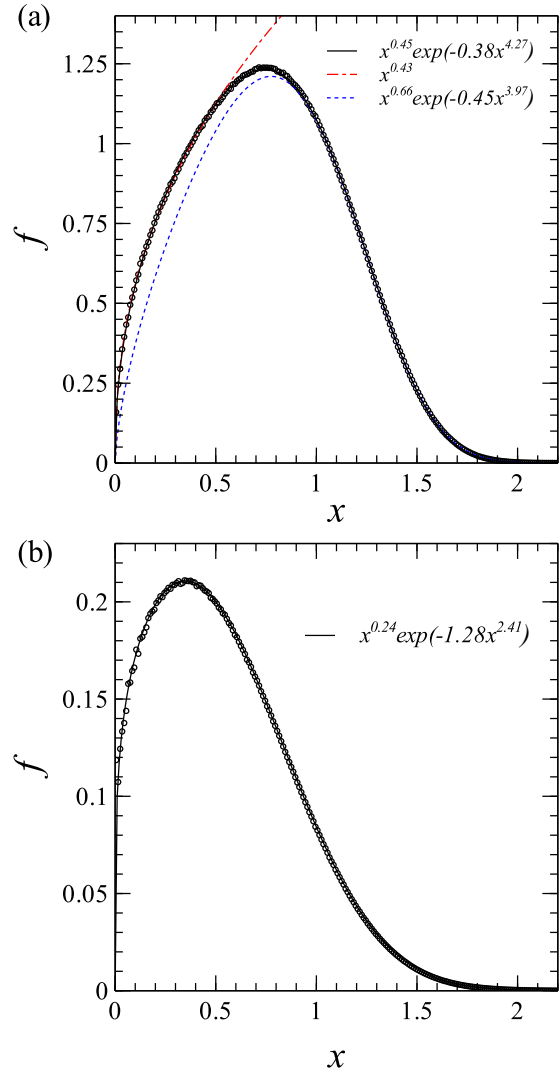 (a)
x^0.45 exp(-0.38x^4.27)
x^0.43
x^0.66 exp(-0.45x^3.97)
1.25
1
0.75
0.5
0.25
0
f
0 0.5 1 1.5 2
x
(b)
x^0.24 exp(-1.28x^2.41)
0.2
0.15
0.1
0.05
0
f
0 0.5 1 1.5 2
x